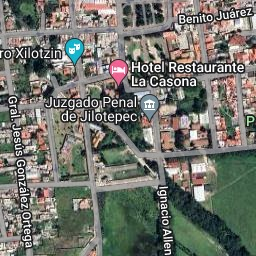 Benito Juárez
ro Xilotzin
Hotel Restaurante
La Casona
Juzgado Penal
de Jilotepec
Gral. Jesús González Ortega
Ignacio Allen
P